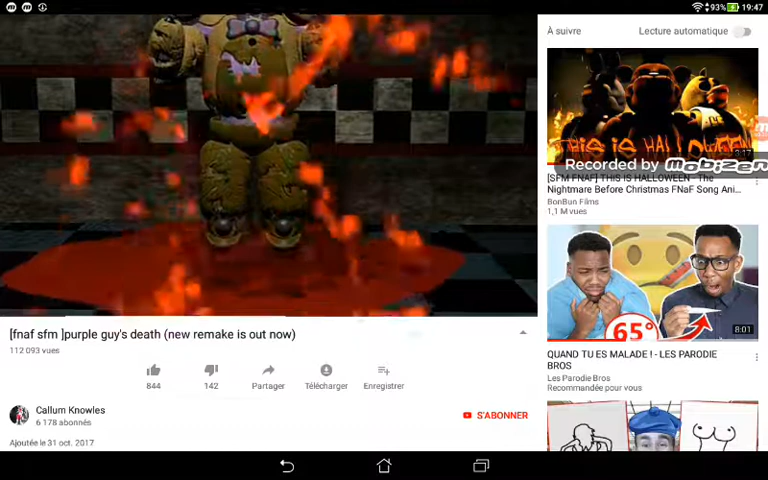 93% 19:47
À suivre
Lecture automatique
THIS IS HALLOWEEN
3:17
Recorded by mobizen
[SFM FNAF] THIS IS HALLOWEEN - The
Nightmare Before Christmas FNaF Song Ani...
BonBun Films
1,1 M vues
[fnaf sfm ]purple guy's death (new remake is out now)
112 093 vues
844
142
Partager
Télécharger
Enregistrer
Callum Knowles
6 178 abonnés
S'ABONNER
Ajoutée le 31 oct. 2017
65°
8:01
QUAND TU ES MALADE ! - LES PARODIE
BROS
Les Parodie Bros
Recommandée pour vous